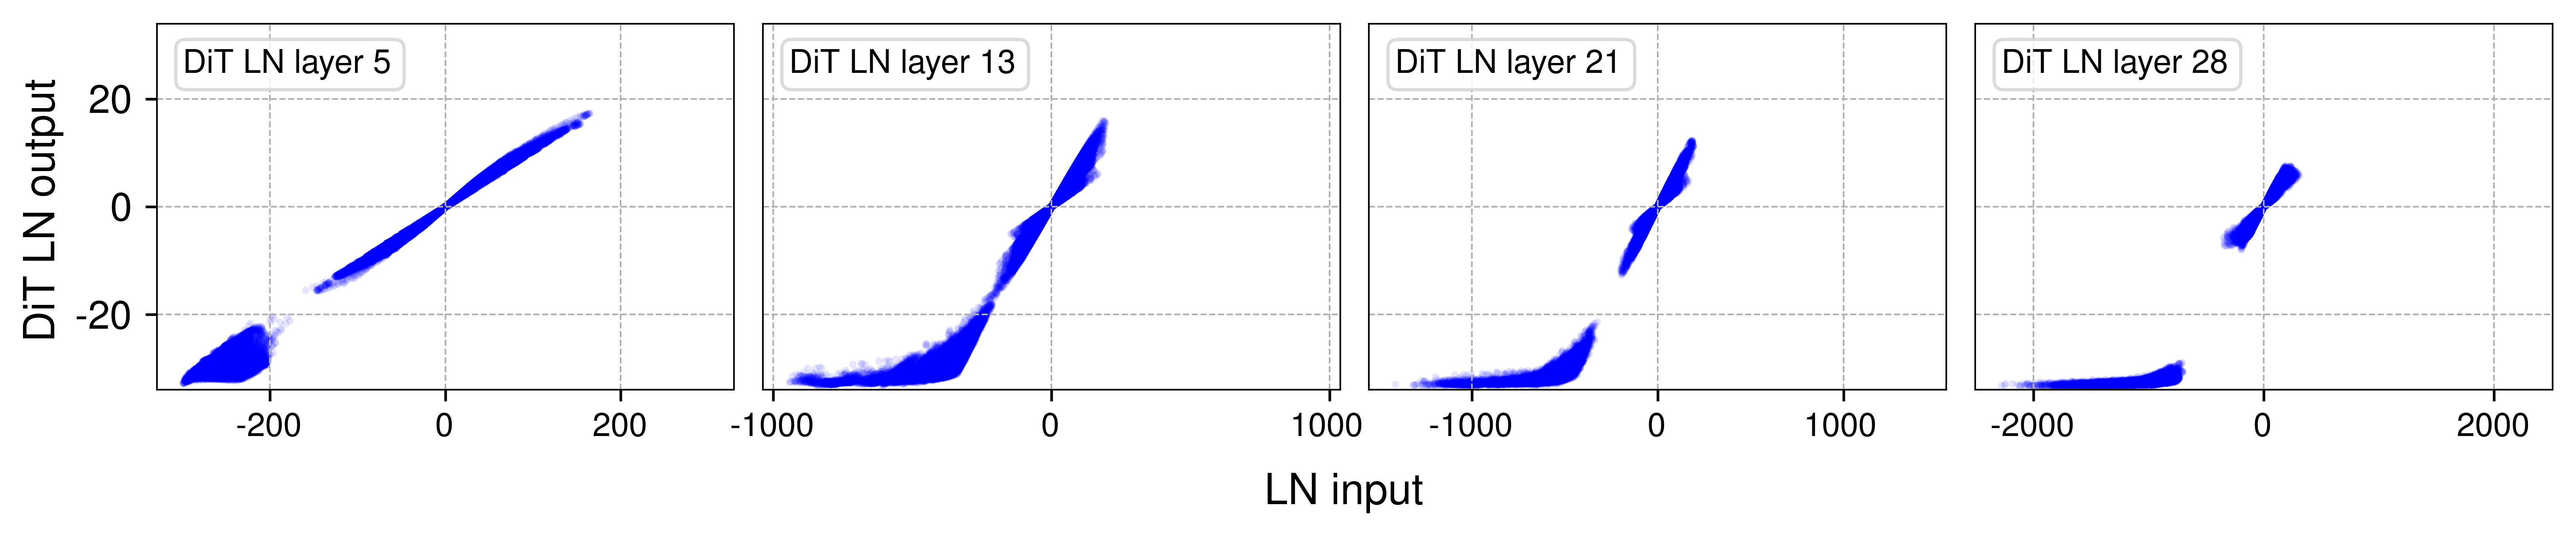 DiT LN layer 5
DiT LN layer 13
DiT LN layer 21
DiT LN layer 28
DiT LN output
20
0
-20
-200 0 200
-1000 0 1000
-1000 0 1000
-2000 0 2000
LN input